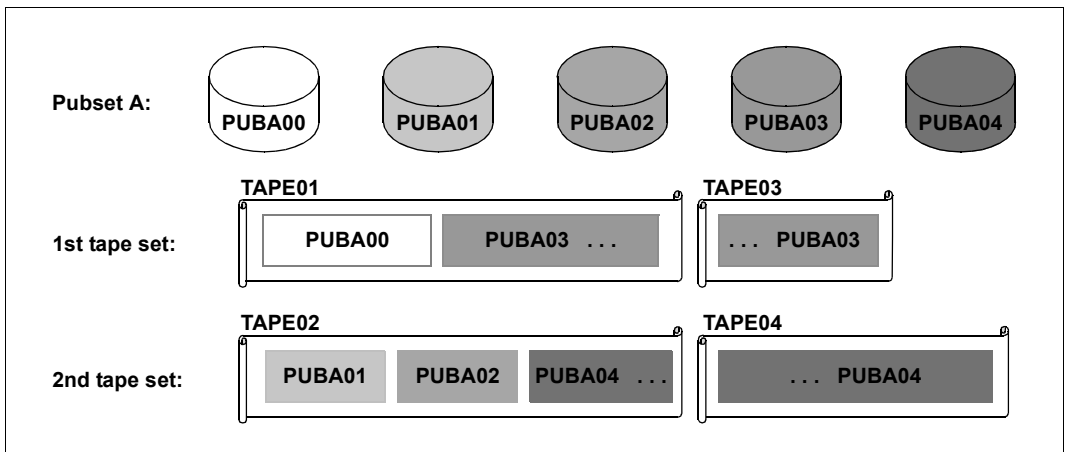 Pubset A:
PUBA00 PUBA01 PUBA02 PUBA03 PUBA04
TAPE01 TAPE03
1st tape set: PUBA00 PUBA03 . . . . . . PUBA03
TAPE02 TAPE04
2nd tape set: PUBA01 PUBA02 PUBA04 . . . . . . PUBA04